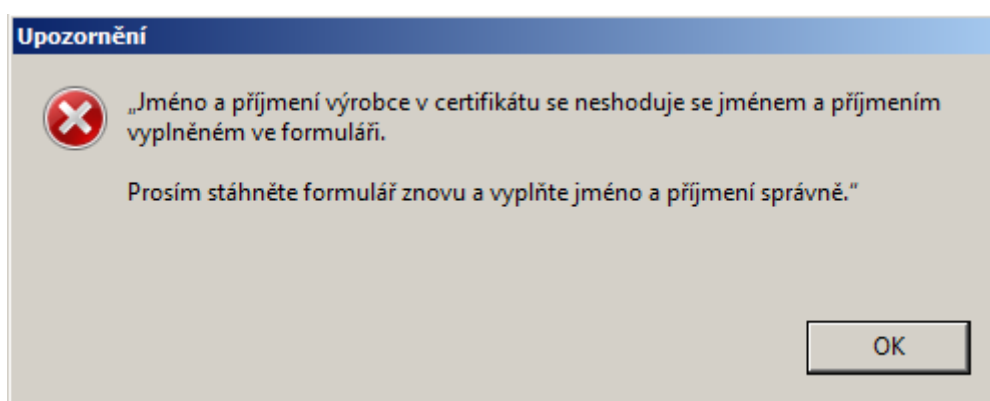 Upozornění
„Jméno a příjmení výrobce v certifikátu se neshoduje se jménem a příjmením
vyplněném ve formuláři.
Prosím stáhněte formulář znovu a vyplňte jméno a příjmení správně.“
OK